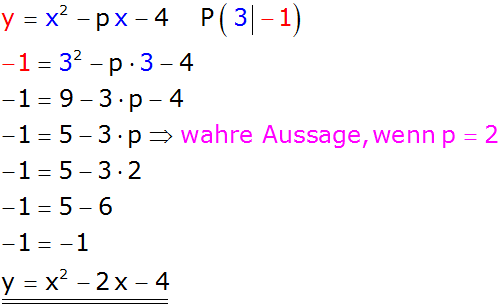 y = x² − p x − 4 P( 3 | −1 )
−1 = 3² − p · 3 − 4
−1 = 9 − 3 · p − 4
−1 = 5 − 3 · p ⇒ wahre Aussage, wenn p = 2
−1 = 5 − 3 · 2
−1 = 5 − 6
−1 = −1
y = x² − 2x − 4